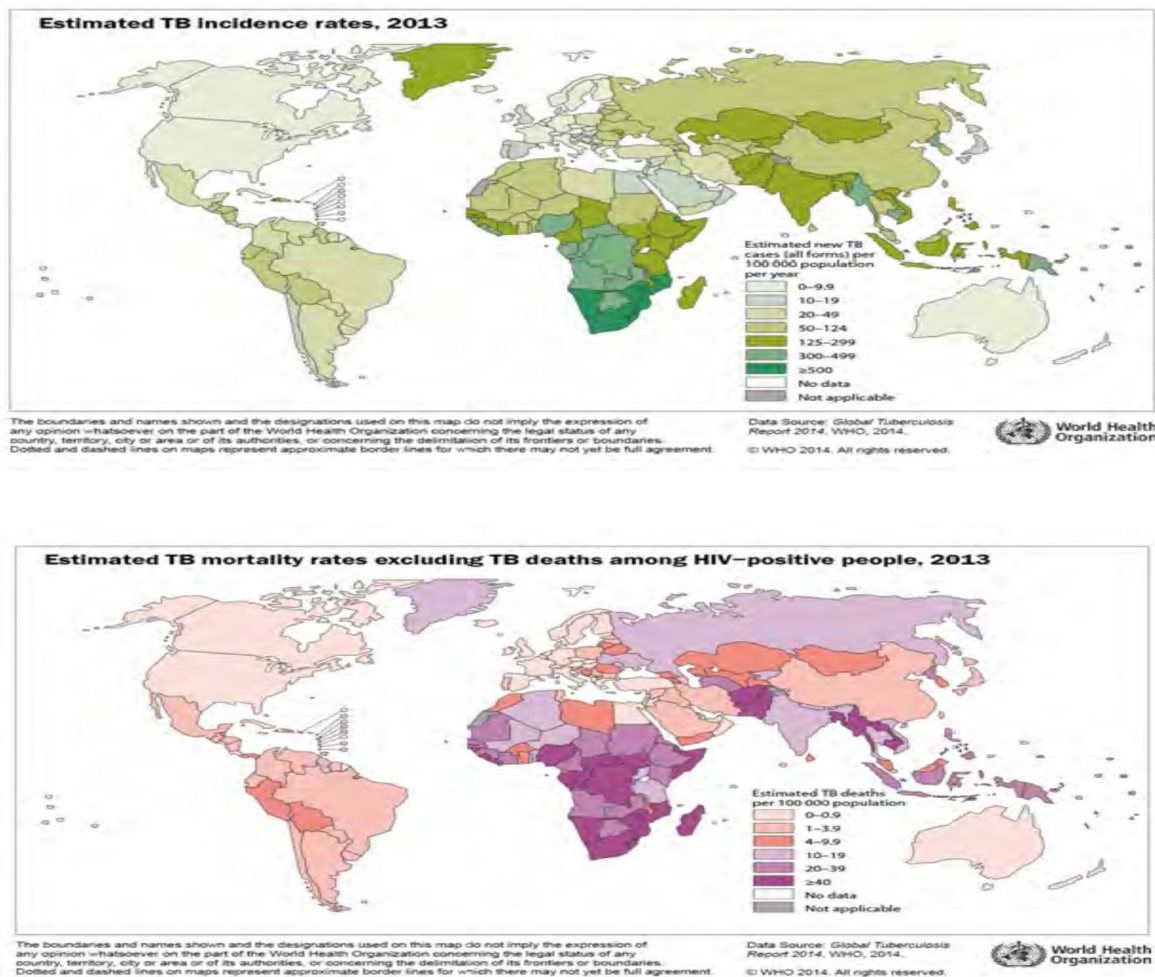 Estimated TB incidence rates, 2013
Estimated new TB
cases (all forms) per
100 000 population
per year
0–9.9
10–19
20–49
50–124
125–299
300–499
≥500
No data
Not applicable
The boundaries and names shown and the designations used on this map do not imply the expression of
any opinion whatsoever on the part of the World Health Organization concerning the legal status of any
country, territory, city or area or of its authorities, or concerning the delimitation of its frontiers or boundaries.
Dotted and dashed lines on maps represent approximate border lines for which there may not yet be full agreement.
Data Source: Global Tuberculosis
Report 2014. WHO, 2014.
© WHO 2014. All rights reserved.
World Health
Organization
Estimated TB mortality rates excluding TB deaths among HIV−positive people, 2013
Estimated TB deaths
per 100 000 population
0–0.9
1–3.9
4–9.9
10–19
20–39
≥40
No data
Not applicable
The boundaries and names shown and the designations used on this map do not imply the expression of
any opinion whatsoever on the part of the World Health Organization concerning the legal status of any
country, territory, city or area or of its authorities, or concerning the delimitation of its frontiers or boundaries.
Dotted and dashed lines on maps represent approximate border lines for which there may not yet be full agreement.
Data Source: Global Tuberculosis
Report 2014. WHO, 2014.
© WHO 2014. All rights reserved.
World Health
Organization